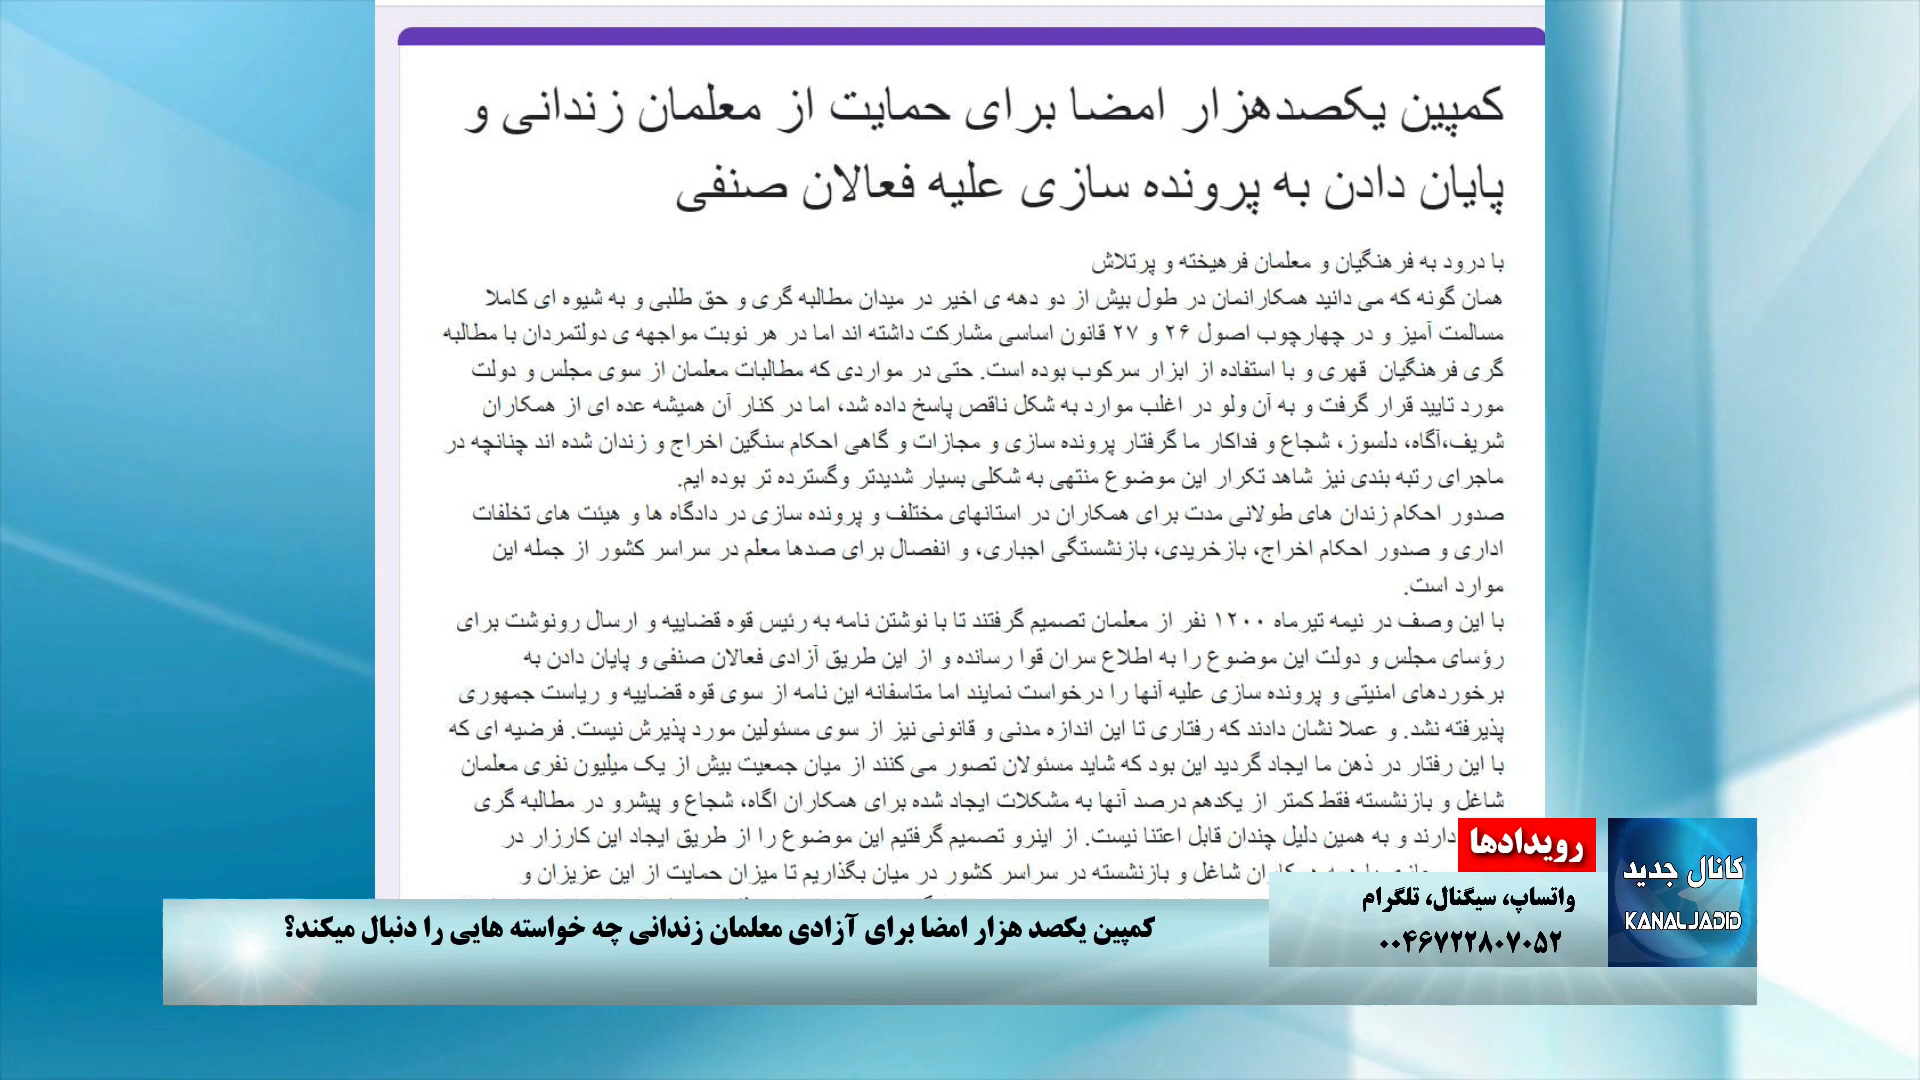 کمپین یکصدهزار امضا برای حمایت از معلمان زندانی و
پایان دادن به پرونده سازی علیه فعالان صنفی
با درود به فرهنگیان و معلمان فرهیخته و پرتلاش
همان گونه که می دانید همکارانمان در طول بیش از دو دهه ی اخیر در میدان مطالبه گری و حق طلبی و به شیوه ای کاملا
مسالمت آمیز و در چهارچوب اصول ۲۶ و ۲۷ قانون اساسی مشارکت داشته اند اما در هر نوبت مواجهه ی دولتمردان با مطالبه
گری فرهنگیان قهری و با استفاده از ابزار سرکوب بوده است. حتی در مواردی که مطالبات معلمان از سوی مجلس و دولت
مورد تایید قرار گرفت و به آن ولو در اغلب موارد به شکل ناقص پاسخ داده شد، اما در کنار آن همیشه عده ای از همکاران
شریف،آگاه، دلسوز، شجاع و فداکار ما گرفتار پرونده سازی و مجازات و گاهی احکام سنگین اخراج و زندان شده اند چنانچه در
ماجرای رتبه بندی نیز شاهد تکرار این موضوع منتهی به شکلی بسیار شدیدتر وگسترده تر بوده ایم.
صدور احکام زندان های طولانی مدت برای همکاران در استانهای مختلف و پرونده سازی در دادگاه ها و هیئت های تخلفات
اداری و صدور احکام اخراج، بازخریدی، بازنشستگی اجباری، و انفصال برای صدها معلم در سراسر کشور از جمله این
موارد است.
با این وصف در نیمه تیرماه ۱۲۰۰ نفر از معلمان تصمیم گرفتند تا با نوشتن نامه به رئیس قوه قضاییه و ارسال رونوشت برای
رؤسای مجلس و دولت این موضوع را به اطلاع سران قوا رسانده و از این طریق آزادی فعالان صنفی و پایان دادن به
برخوردهای امنیتی و پرونده سازی علیه آنها را درخواست نمایند اما متاسفانه این نامه از سوی قوه قضاییه و ریاست جمهوری
پذیرفته نشد. و عملا نشان دادند که رفتاری تا این اندازه مدنی و قانونی نیز از سوی مسئولین مورد پذیرش نیست. فرضیه ای که
با این رفتار در ذهن ما ایجاد گردید این بود که شاید مسئولان تصور می کنند از میان جمعیت بیش از یک میلیون نفری معلمان
شاغل و بازنشسته فقط کمتر از یکدهم درصد آنها به مشکلات ایجاد شده برای همکاران اگاه، شجاع و پیشرو در مطالبه گری
دارند و به همین دلیل چندان قابل اعتنا نیست. از اینرو تصمیم گرفتیم این موضوع را از طریق ایجاد این کارزار در
شاغل و بازنشسته در سراسر کشور در میان بگذاریم تا میزان حمایت از این عزیزان و
رویدادها
کانال جدید
KANAL JADID
واتساپ، سیگنال، تلگرام
۰۰۴۶۷۲۲۸۰۷۰۵۲
کمپین یکصد هزار امضا برای آزادی معلمان زندانی چه خواسته هایی را دنبال میکند؟